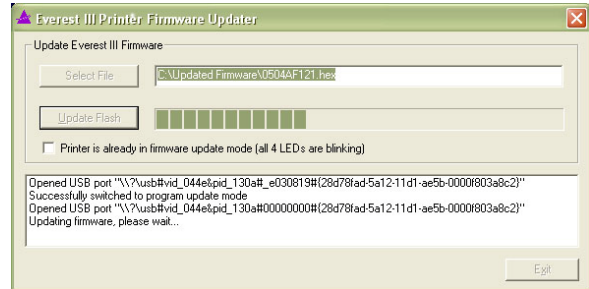 Everest III Printer Firmware Updater
Update Everest III Firmware
Select File
C:\Updated Firmware\0504AF121.hex
Update Flash
Printer is already in firmware update mode (all 4 LEDs are blinking)
Opened USB port "\\?\usb#vid_044e&pid_130a#_e030819#{28d78fad-5a12-11d1-ae5b-0000f803a8c2}"
Successfully switched to program update mode
Opened USB port "\\?\usb#vid_044e&pid_130a#00000000#{28d78fad-5a12-11d1-ae5b-0000f803a8c2}"
Updating firmware, please wait...
Exit